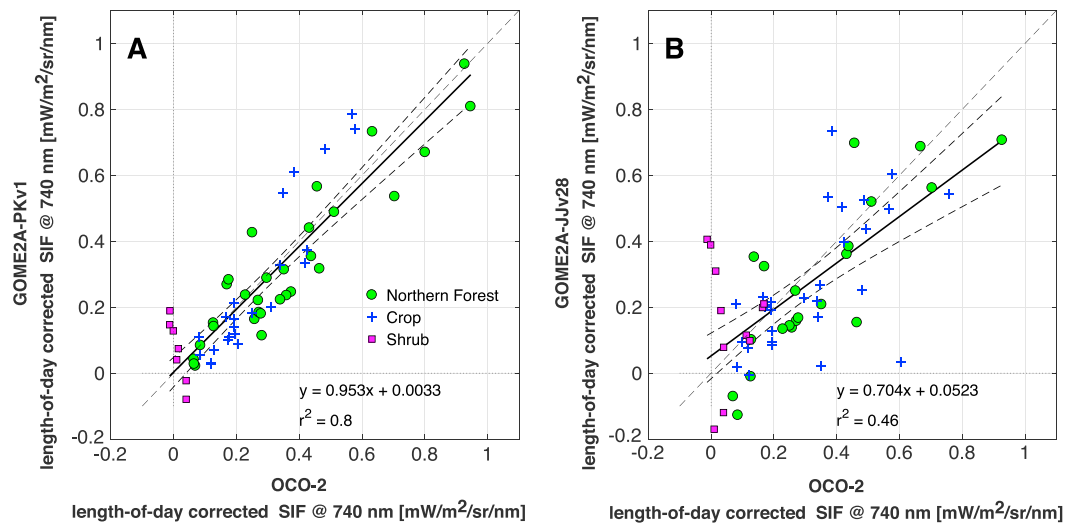 A
GOME2A-PKv1
length-of-day corrected SIF @ 740 nm [mW/m²/sr/nm]
1
0.8
0.6
0.4
0.2
0
-0.2
-0.2 0 0.2 0.4 0.6 0.8 1
Northern Forest
Crop
Shrub
y = 0.953x + 0.0033
r² = 0.8
OCO-2
length-of-day corrected SIF @ 740 nm [mW/m²/sr/nm]
B
GOME2A-JJv28
length-of-day corrected SIF @ 740 nm [mW/m²/sr/nm]
1
0.8
0.6
0.4
0.2
0
-0.2
-0.2 0 0.2 0.4 0.6 0.8 1
y = 0.704x + 0.0523
r² = 0.46
OCO-2
length-of-day corrected SIF @ 740 nm [mW/m²/sr/nm]